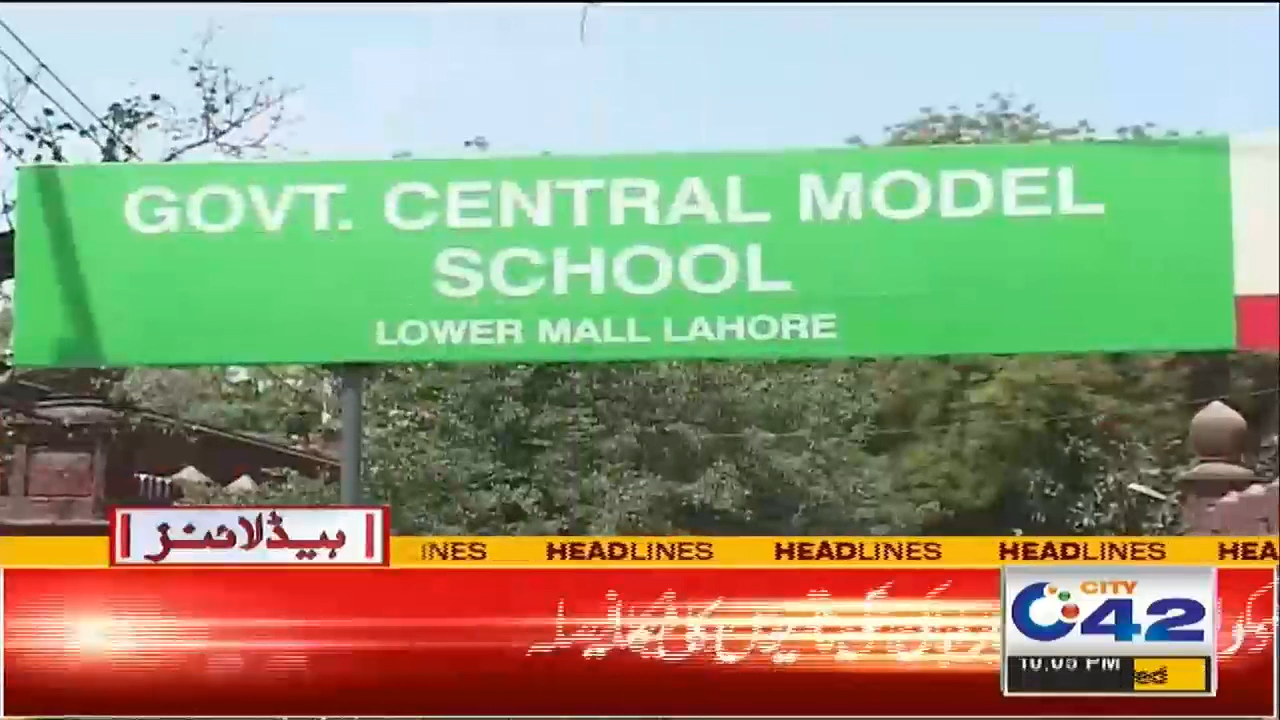 GOVT. CENTRAL MODEL
SCHOOL
LOWER MALL LAHORE
ہیڈلائنز
INES HEADLINES HEADLINES HEADLINES HEA
CITY
42
10:05 PM